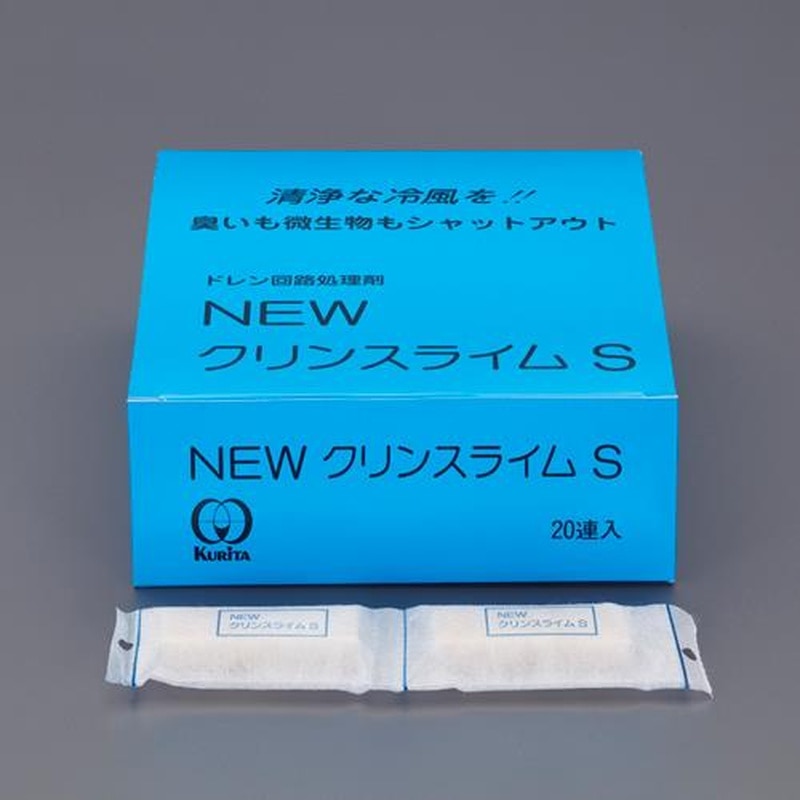 清浄な冷風を.!!
臭いも微生物もシャットアウト
ドレン回路処理剤
NEW
クリンスライム S
NEW クリンスライム S
KURITA
20連入
NEW
クリンスライム S
NEW
クリンスライム S